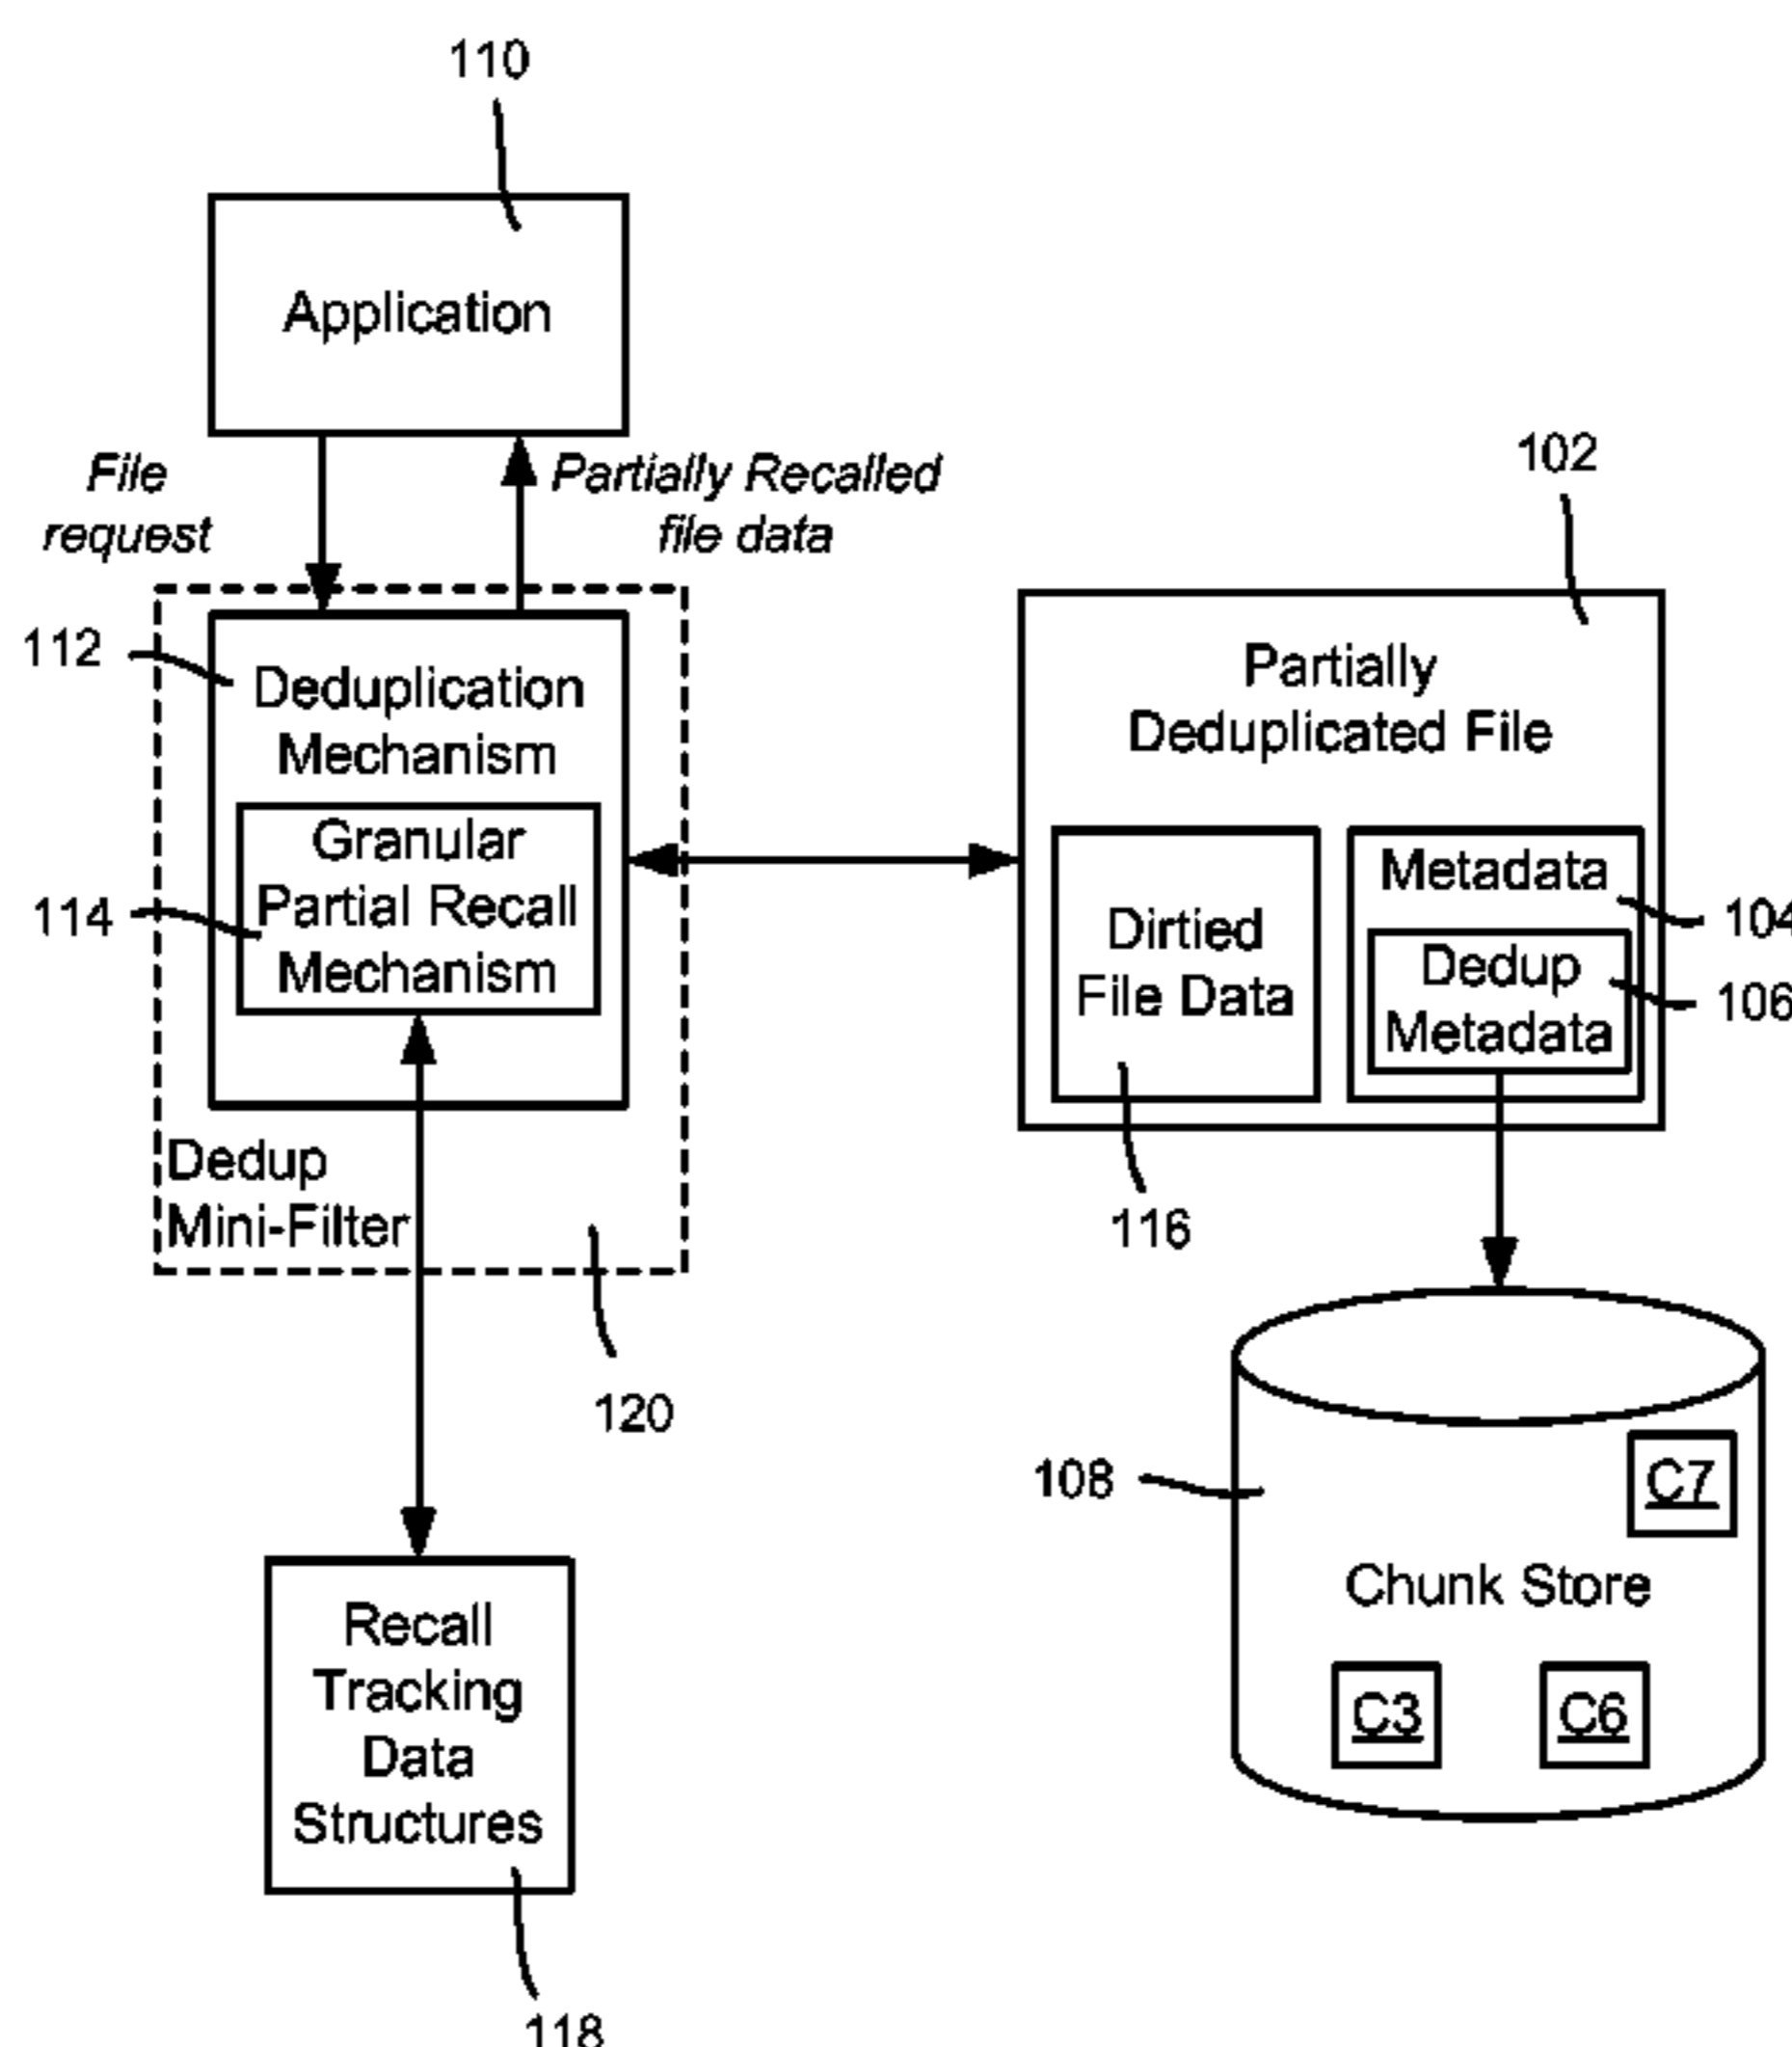 110
Application
File
request
Partially Recalled
file data
102
112
Deduplication
Mechanism
Granular
Partial Recall
Mechanism
114
Dedup
Mini-Filter
120
Partially
Deduplicated File
Dirtied
File Data
Metadata
104
Dedup
Metadata
106
116
108
C7
Chunk Store
C3
C6
Recall
Tracking
Data
Structures
118